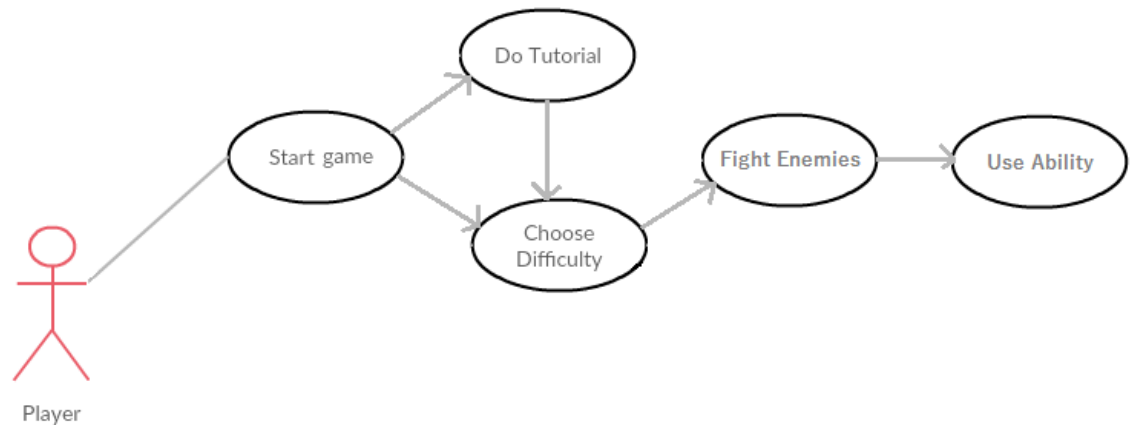 Do Tutorial
Start game
Fight Enemies
Use Ability
Choose
Difficulty
Player